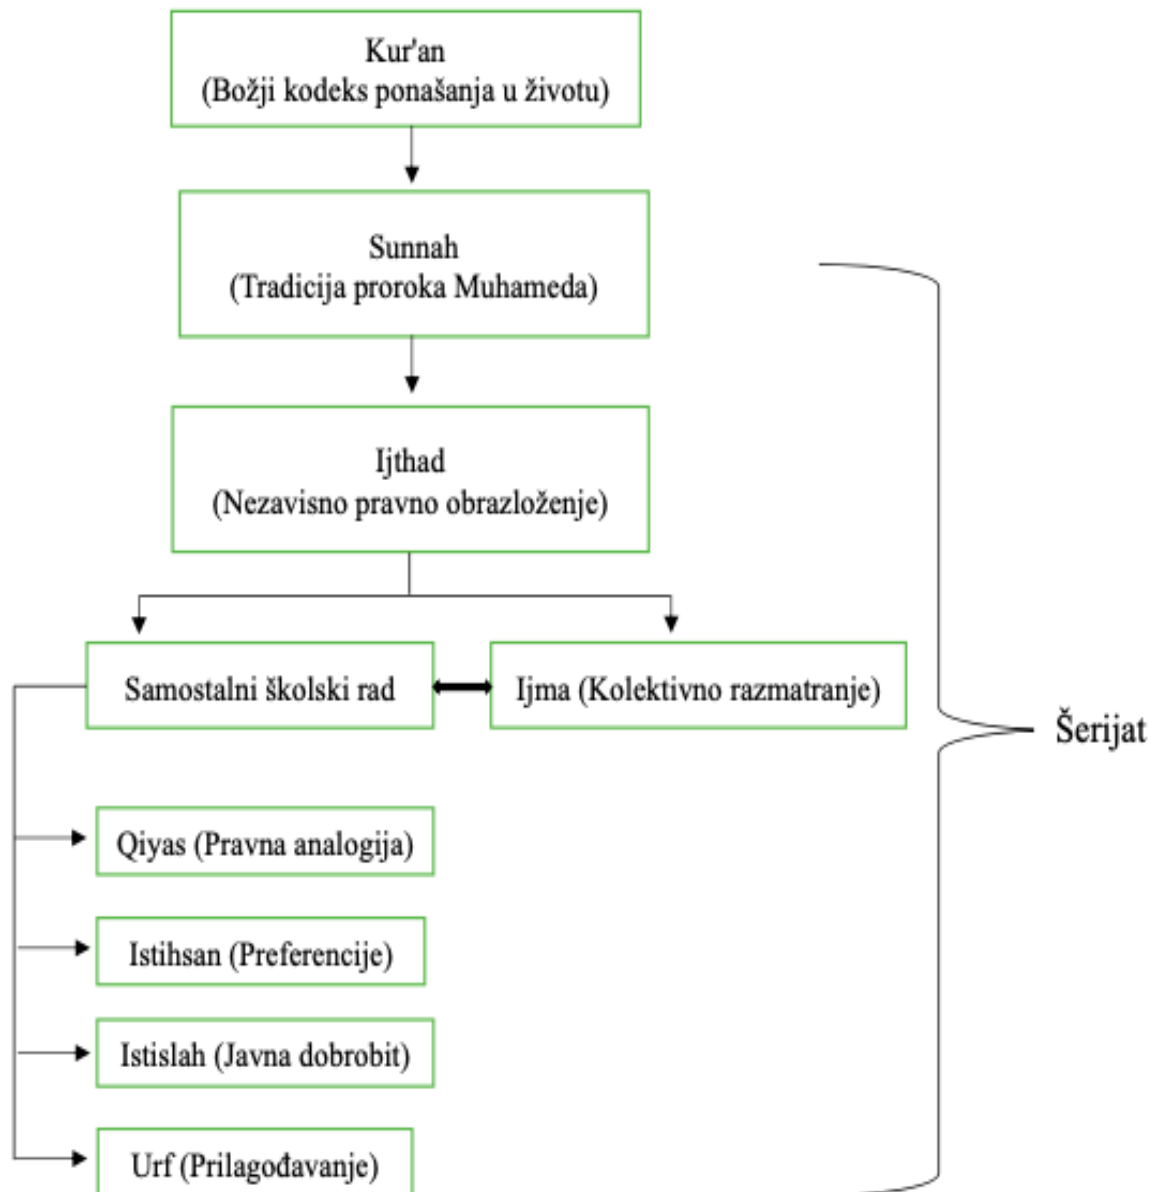 Kur'an
(Božji kodeks ponašanja u životu)
Sunnah
(Tradicija proroka Muhameda)
Ijthad
(Nezavisno pravno obrazloženje)
Samostalni školski rad
Ijma (Kolektivno razmatranje)
Šerijat
Qiyas (Pravna analogija)
Istihsan (Preferencije)
Istislah (Javna dobrobit)
Urf (Prilagođavanje)